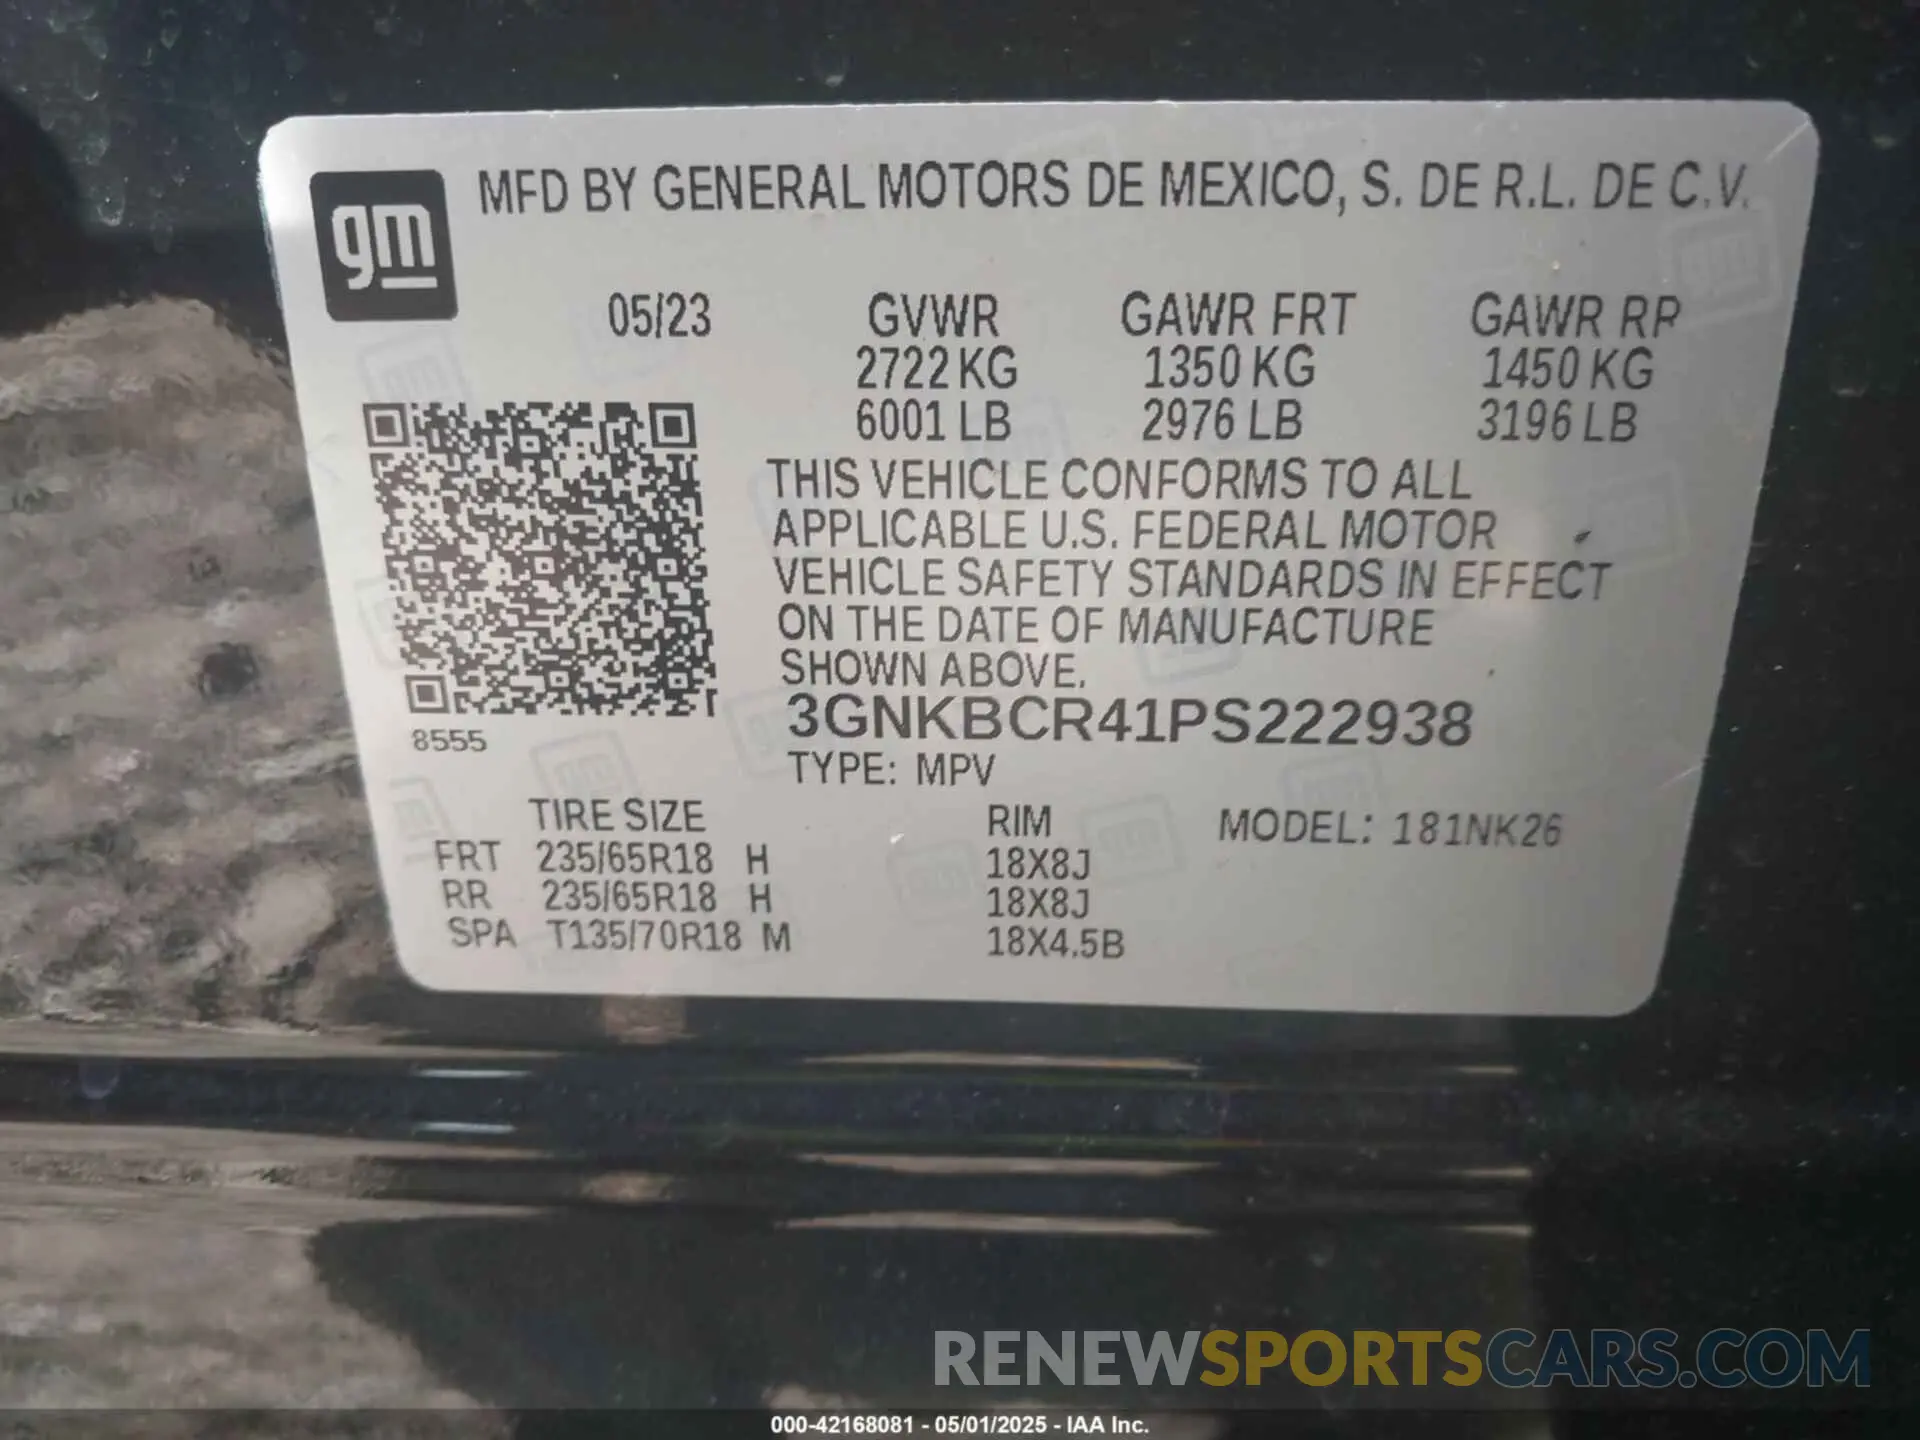 gm
MFD BY GENERAL MOTORS DE MEXICO, S. DE R.L. DE C.V.
05/23 GVWR GAWR FRT GAWR RR
2722 KG 1350 KG 1450 KG
6001 LB 2976 LB 3196 LB
THIS VEHICLE CONFORMS TO ALL
APPLICABLE U.S. FEDERAL MOTOR
VEHICLE SAFETY STANDARDS IN EFFECT
ON THE DATE OF MANUFACTURE
SHOWN ABOVE.
3GNKBCR41PS222938
8555
TYPE: MPV
TIRE SIZE RIM MODEL: 181NK26
FRT 235/65R18 H 18X8J
RR 235/65R18 H 18X8J
SPA T135/70R18 M 18X4.5B
RENEWSPORTSCARS.COM
000-42168081 - 05/01/2025 - IAA Inc.